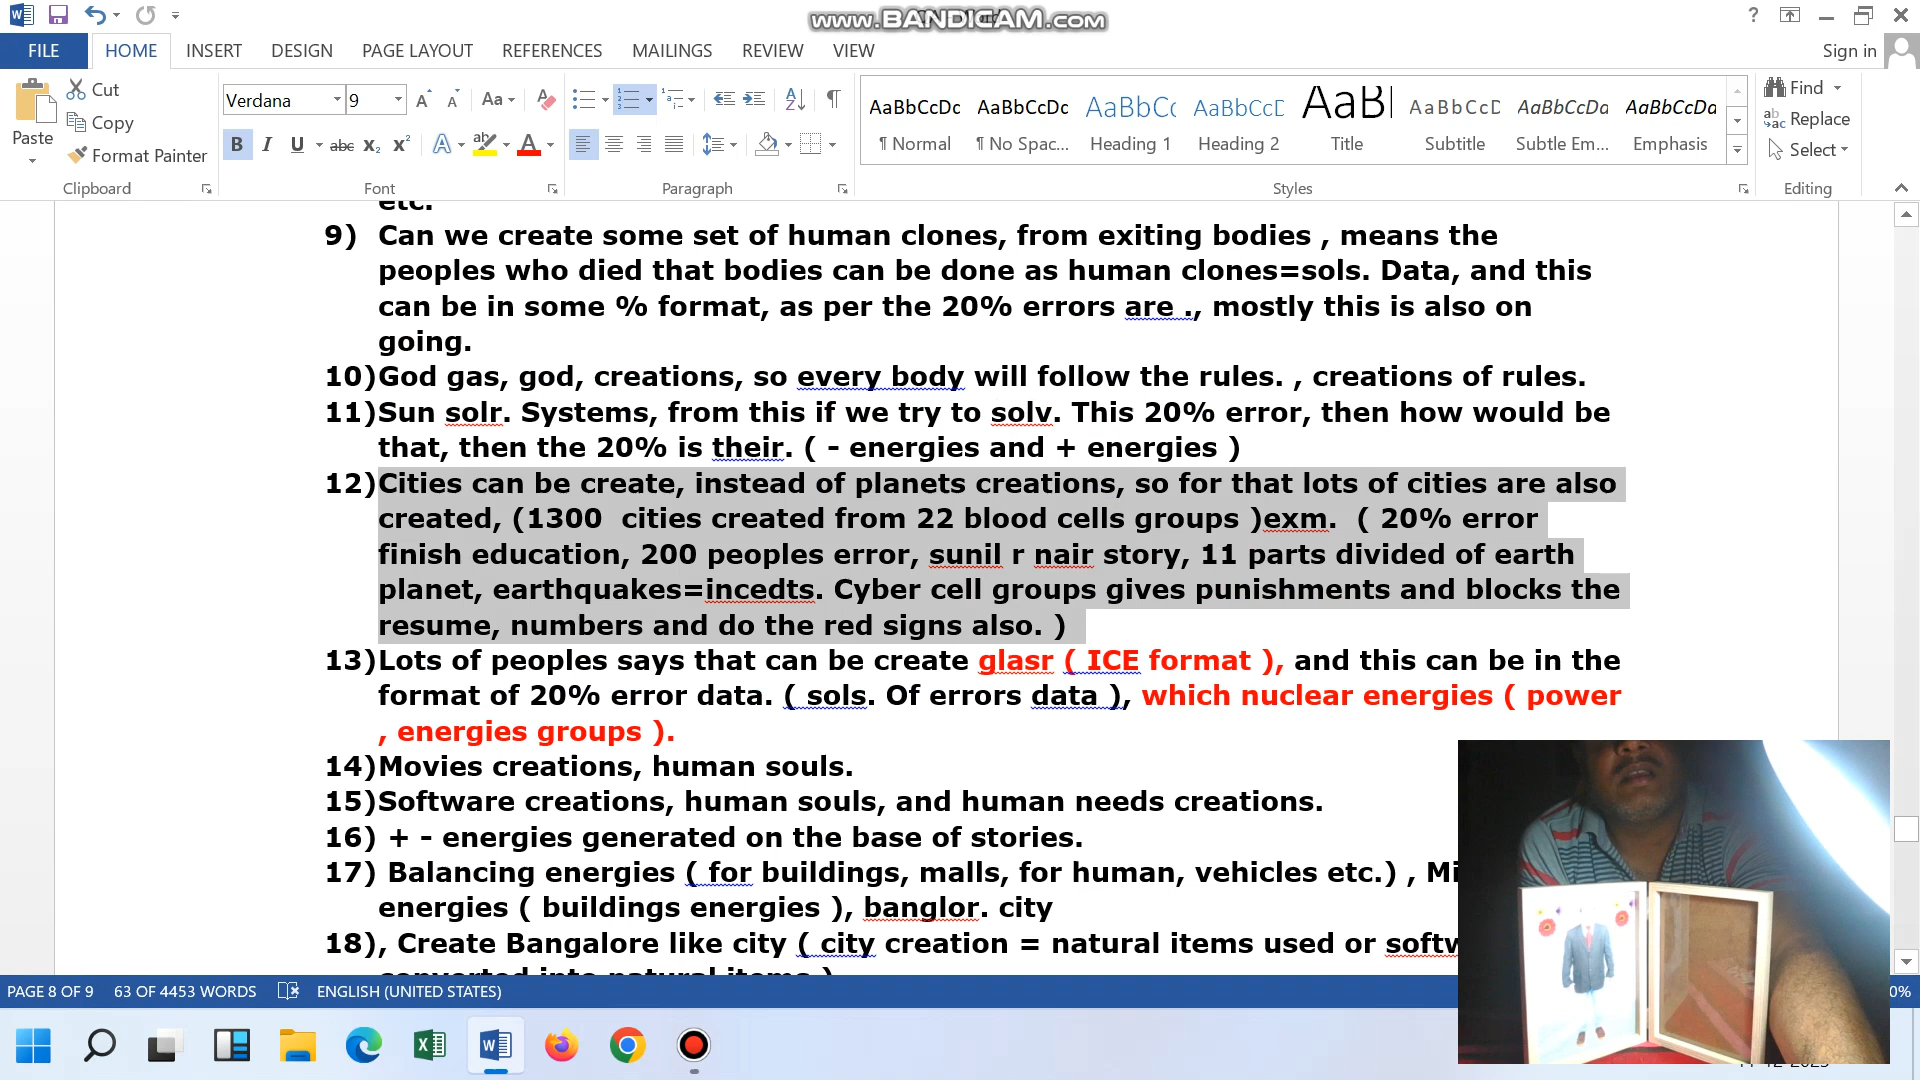 www.BANDICAM.com
FILE HOME INSERT DESIGN PAGE LAYOUT REFERENCES MAILINGS REVIEW VIEW Sign in
Cut Copy Format Painter Paste
Verdana 9
AaBbCcDc AaBbCcDc AaBbC AaBbCcD AaB AaBbCcD AaBbCcDa AaBbCcDa
¶ Normal ¶ No Spac... Heading 1 Heading 2 Title Subtitle Subtle Em... Emphasis
Find Replace Select
Clipboard Font Paragraph Styles Editing
etc.
9) Can we create some set of human clones, from exiting bodies , means the
peoples who died that bodies can be done as human clones=sols. Data, and this
can be in some % format, as per the 20% errors are ., mostly this is also on
going.
10)God gas, god, creations, so every body will follow the rules. , creations of rules.
11)Sun solr. Systems, from this if we try to solv. This 20% error, then how would be
that, then the 20% is their. ( - energies and + energies )
12)Cities can be create, instead of planets creations, so for that lots of cities are also
created, (1300 cities created from 22 blood cells groups )exm. ( 20% error
finish education, 200 peoples error, sunil r nair story, 11 parts divided of earth
planet, earthquakes=incedts. Cyber cell groups gives punishments and blocks the
resume, numbers and do the red signs also. )
13)Lots of peoples says that can be create glasr ( ICE format ), and this can be in the
format of 20% error data. ( sols. Of errors data ), which nuclear energies ( power
, energies groups ).
14)Movies creations, human souls.
15)Software creations, human souls, and human needs creations.
16) + - energies generated on the base of stories.
17) Balancing energies ( for buildings, malls, for human, vehicles etc.) , Mi
energies ( buildings energies ), banglor. city
18), Create Bangalore like city ( city creation = natural items used or softw
converted into natural items )
PAGE 8 OF 9 63 OF 4453 WORDS ENGLISH (UNITED STATES)